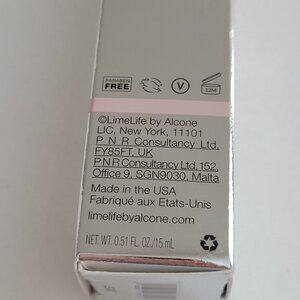 PARABEN
FREE
V
12M
©LimeLife by Alcone
LIC, New York, 11101
P N R Consultancy Ltd,
FY85FT, UK
PNR Consultancy Ltd, 152,
Office 9, SGN9030, Malta
Made in the USA
Fabriqué aux Etats-Unis
limelifebyalcone.com
NET. WT. 0.51 FL. OZ./15 mL